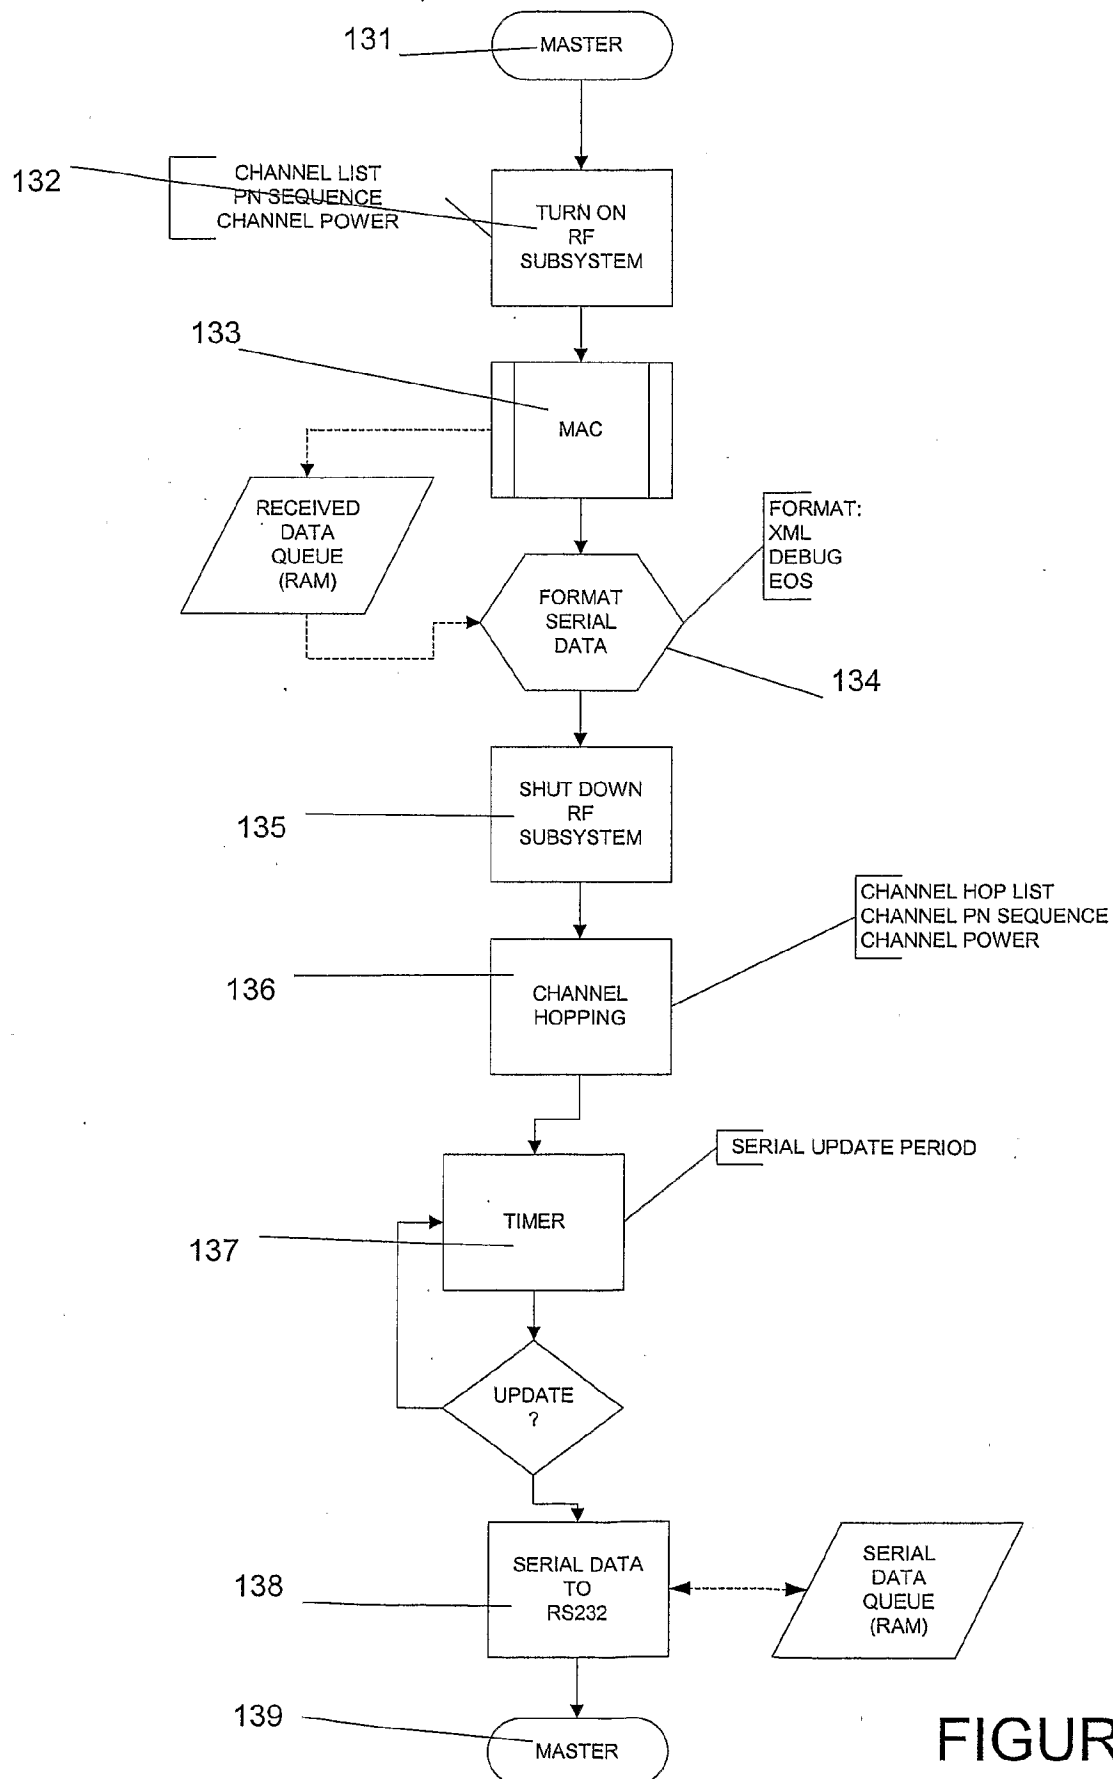 131
MASTER
132
CHANNEL LIST
PN SEQUENCE
CHANNEL POWER
TURN ON
RF
SUBSYSTEM
133
MAC
RECEIVED
DATA
QUEUE
(RAM)
FORMAT:
XML
DEBUG
EOS
FORMAT
SERIAL
DATA
134
SHUT DOWN
RF
SUBSYSTEM
135
CHANNEL HOP LIST
CHANNEL PN SEQUENCE
CHANNEL POWER
136
CHANNEL
HOPPING
SERIAL UPDATE PERIOD
TIMER
137
UPDATE
?
138
SERIAL DATA
TO
RS232
SERIAL
DATA
QUEUE
(RAM)
139
MASTER
FIGUR